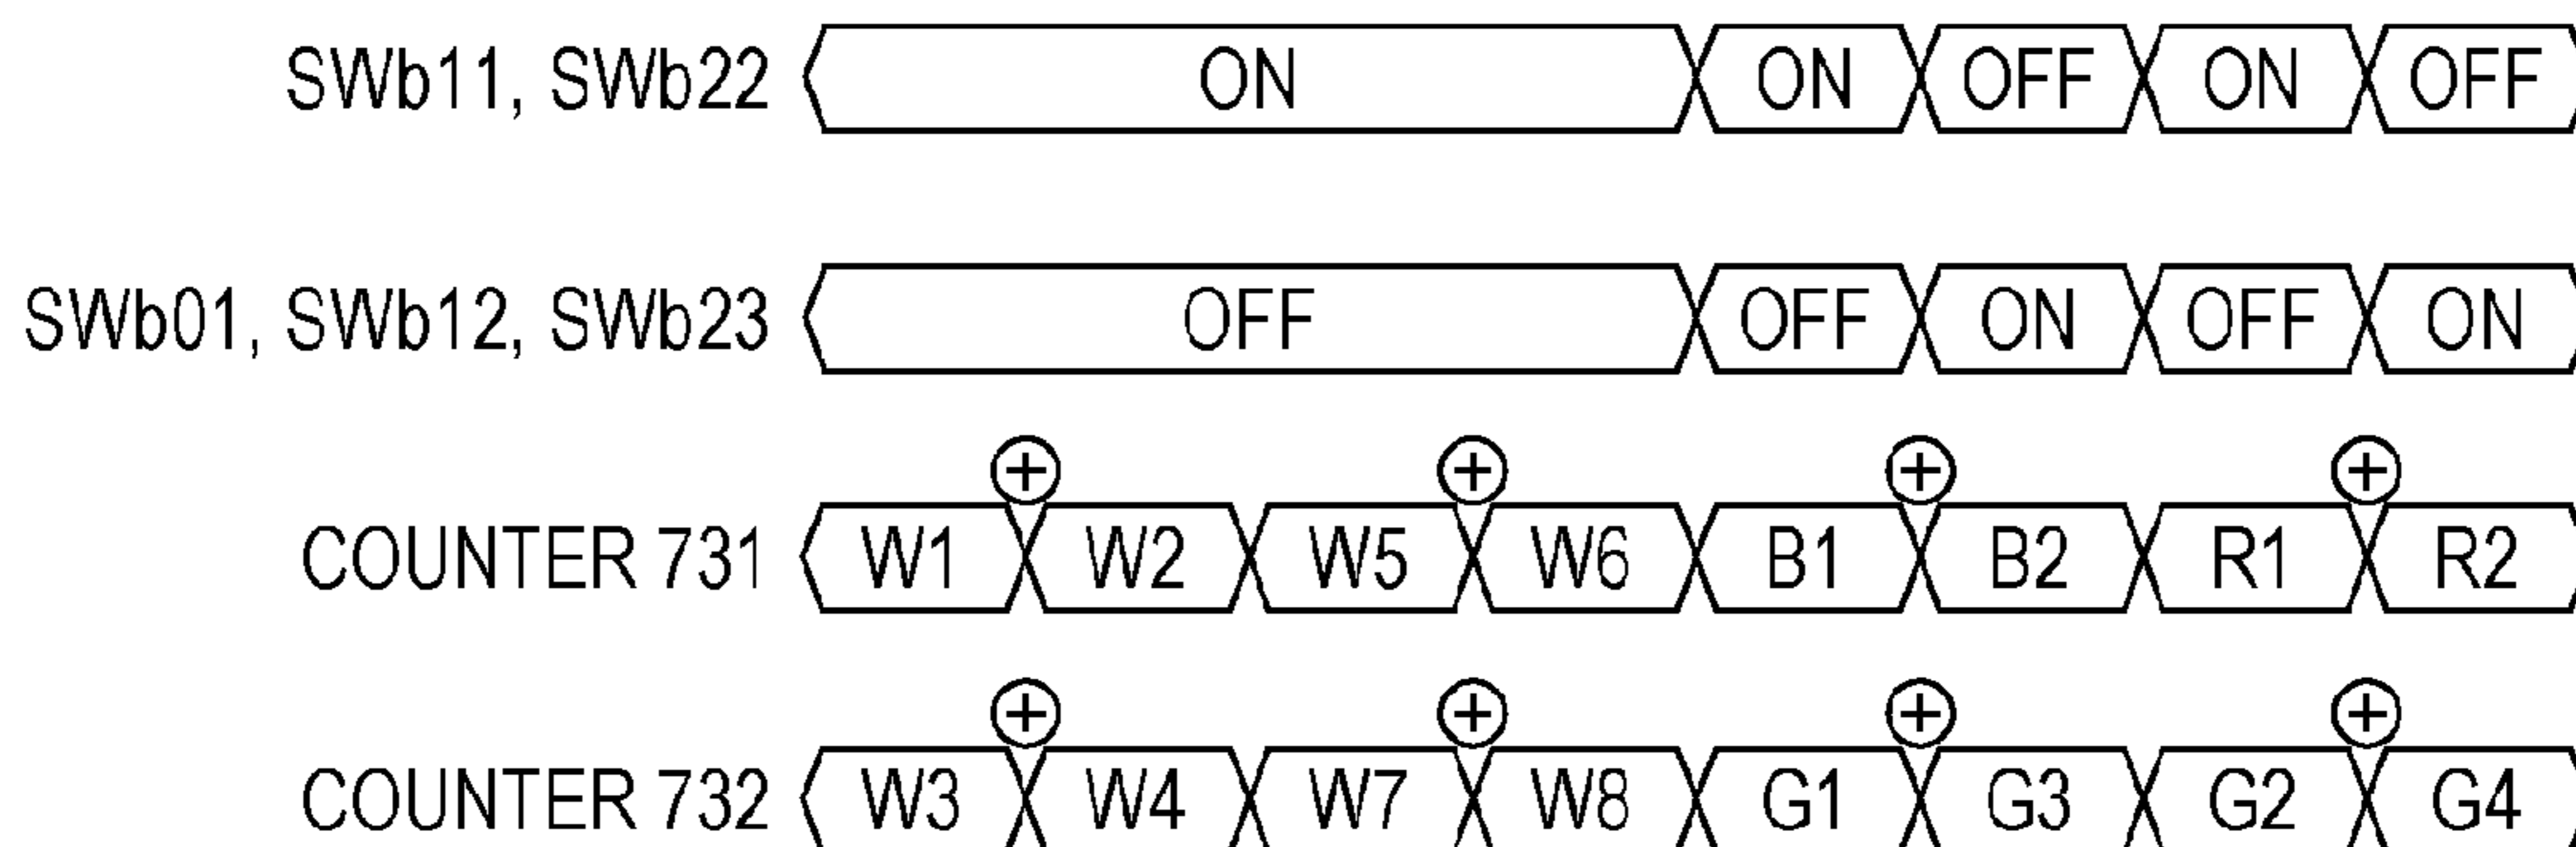 SWb11, SWb22 ON ON OFF ON OFF
SWb01, SWb12, SWb23 OFF OFF ON OFF ON
+ + + +
COUNTER 731 W1 W2 W5 W6 B1 B2 R1 R2
+ + + +
COUNTER 732 W3 W4 W7 W8 G1 G3 G2 G4